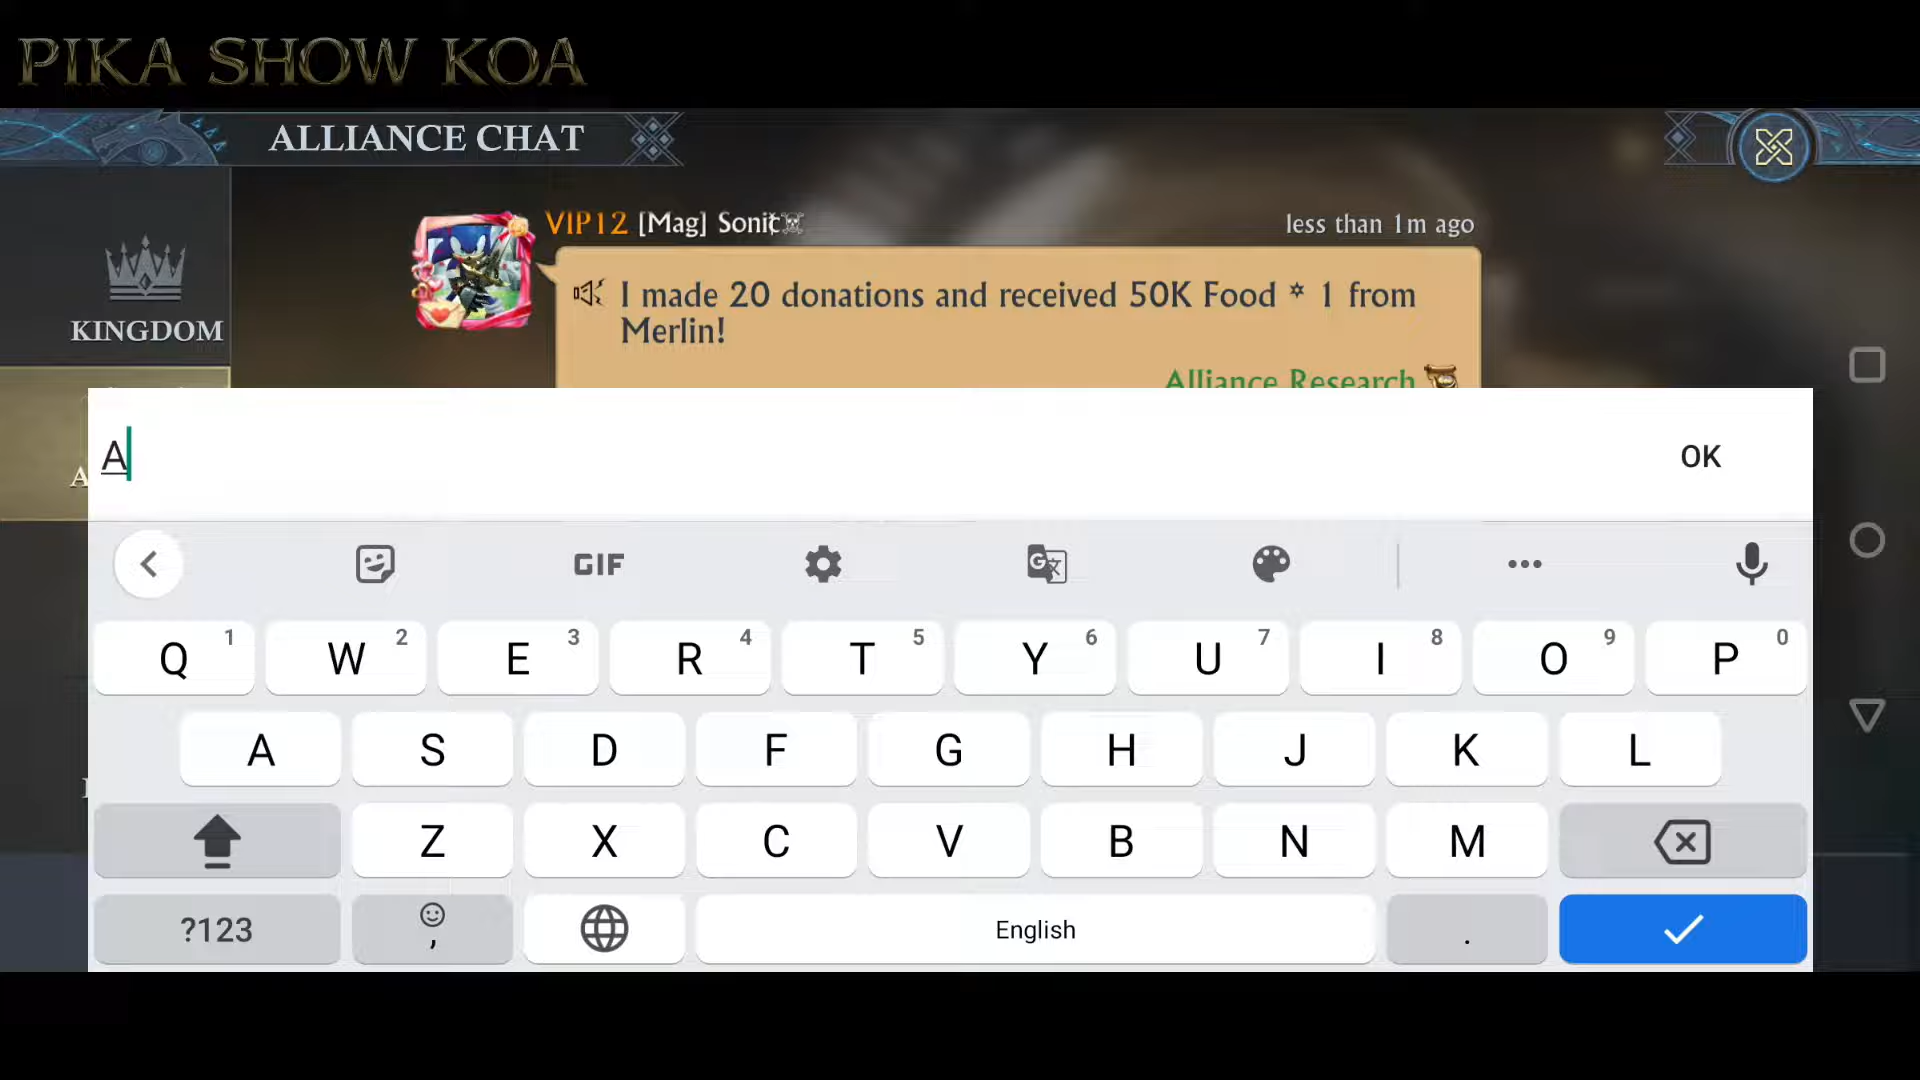 PIKA SHOW KOA
ALLIANCE CHAT
KINGDOM
VIP12 [Mag] Sonic☠
less than 1m ago
I made 20 donations and received 50K Food * 1 from
Merlin!
Alliance Research
A
A
OK
GIF
Q 1 W 2 E 3 R 4 T 5 Y 6 U 7 I 8 O 9 P 0
A S D F G H J K L
Z X C V B N M
?123 , English .